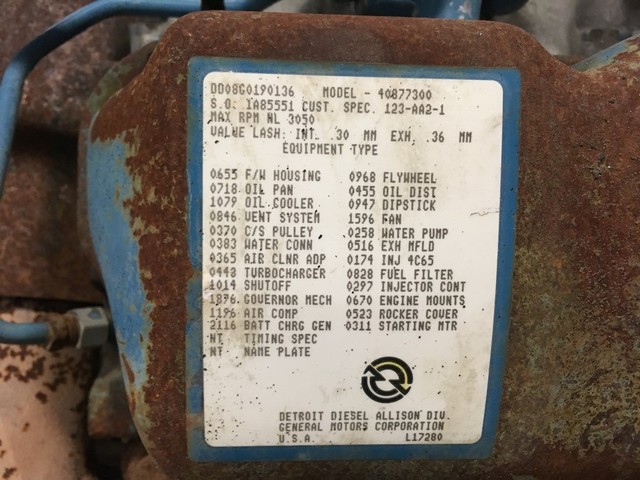 DD08G0190136 MODEL - 40877300
S.O. 1A85551 CUST. SPEC. 123-AA2-1
MAX RPM NL 3050
VALUE LASH: INT. .30 MM EXH. .36 MM
EQUIPMENT TYPE
0655 F/W HOUSING 0968 FLYWHEEL
0718 OIL PAN 0455 OIL DIST
1079 OIL COOLER 0947 DIPSTICK
0846 VENT SYSTEM 1596 FAN
0370 C/S PULLEY 0258 WATER PUMP
0383 WATER CONN 0516 EXH MFLD
0365 AIR CLNR ADP 0174 INJ 4C65
0443 TURBOCHARGER 0828 FUEL FILTER
1014 SHUTOFF 0297 INJECTOR CONT
1896 GOVERNOR MECH 0670 ENGINE MOUNTS
1196 AIR COMP 0523 ROCKER COVER
2116 BATT CHRG GEN 0311 STARTING MTR
NT TIMING SPEC
NT NAME PLATE
DETROIT DIESEL ALLISON DIV.
GENERAL MOTORS CORPORATION
U.S.A. L17280